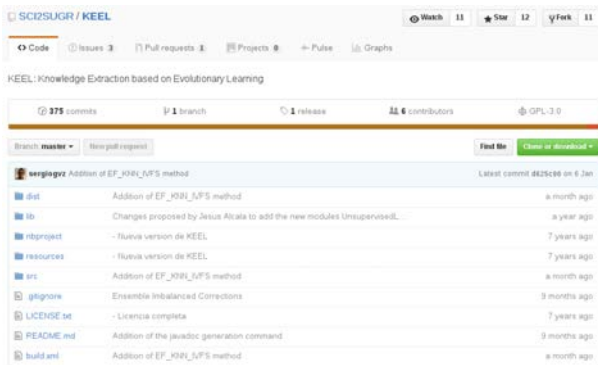 SCI2SUGR / KEEL Watch 11 Star 12 Fork 11
Code Issues 3 Pull requests 1 Projects 0 Pulse Graphs
KEEL: Knowledge Extraction based on Evolutionary Learning
375 commits 1 branch 1 release 6 contributors GPL-3.0
Branch: master New pull request Find file Clone or download
sergiogvz Addition of EF_KNN_IVFS method Latest commit on 6 Jan
dist Addition of EF_KNN_IVFS method a month ago
lib Changes proposed by Jesus Alcala to add the new modules UnsupervisedL... a year ago
nbproject - Nueva version de KEEL 7 years ago
resources - Nueva version de KEEL 7 years ago
src Addition of EF_KNN_IVFS method a month ago
.gitignore Ensemble Imbalanced Corrections 9 months ago
LICENSE.txt - Licencia completa 7 years ago
README.md Addition of the javadoc generation command 9 months ago
build.xml Addition of EF_KNN_IVFS method a month ago